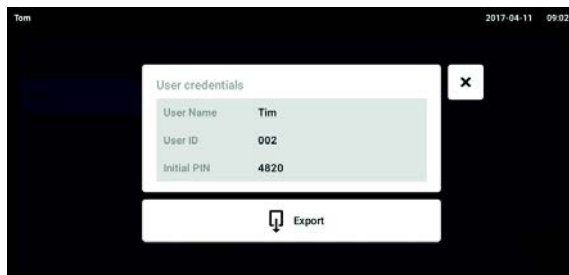 Tom 2017-04-11 09:02
User credentials
User Name Tim
User ID 002
Initial PIN 4820
Export